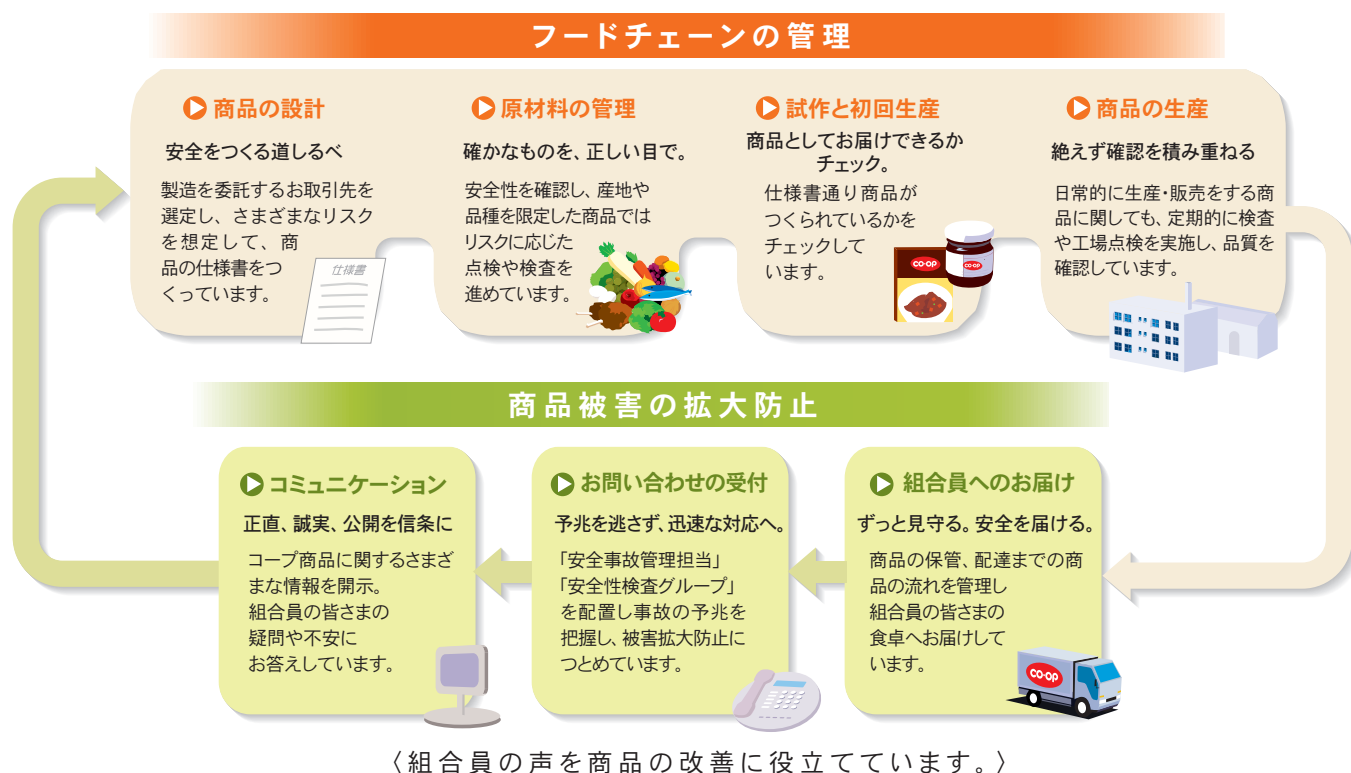 フードチェーンの管理
商品の設計
安全をつくる道しるべ
製造を委託するお取引先を
選定し、さまざまなリスク
を想定して、商
品の仕様書をつ
くっています。
仕様書
原材料の管理
確かなものを、正しい目で。
安全性を確認し、産地や
品種を限定した商品では
リスクに応じた
点検や検査を
進めています。
試作と初回生産
商品としてお届けできるか
チェック。
仕様書通り商品が
つくられているかを
チェックして
います。
CO·OP
CO·OP
商品の生産
絶えず確認を積み重ねる
日常的に生産・販売をする商
品に関しても、定期的に検査
や工場点検を実施し、品質を
確認しています。
商品被害の拡大防止
コミュニケーション
正直、誠実、公開を信条に
コープ商品に関するさまざ
まな情報を開示。
組合員の皆さまの
疑問や不安に
お答えしています。
お問い合わせの受付
予兆を逃さず、迅速な対応へ。
「安全事故管理担当」
「安全性検査グループ」
を配置し事故の予兆を
把握し、被害拡大防止に
つとめています。
組合員へのお届け
ずっと見守る。安全を届ける。
商品の保管、配達までの商
品の流れを管理し
組合員の皆さまの
食卓へお届けして
います。
CO·OP
〈組合員の声を商品の改善に役立てています。〉